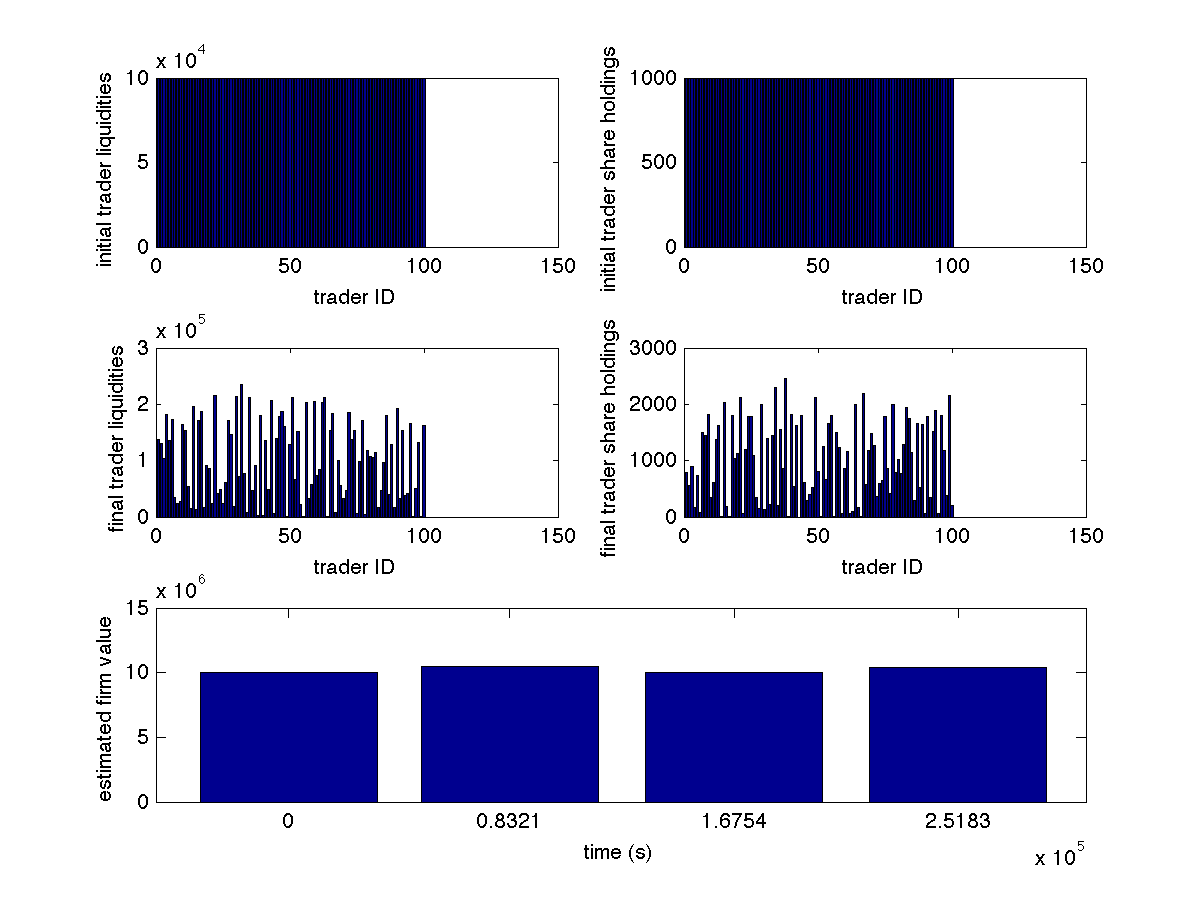 x 10^4
initial trader liquidities
10
5
0
0 50 100 150
trader ID
initial trader share holdings
1000
500
0
0 50 100 150
trader ID
x 10^5
final trader liquidities
3
2
1
0
0 50 100 150
trader ID
final trader share holdings
3000
2000
1000
0
0 50 100 150
trader ID
x 10^6
estimated firm value
15
10
5
0
0 0.8321 1.6754 2.5183
time (s)
x 10^5